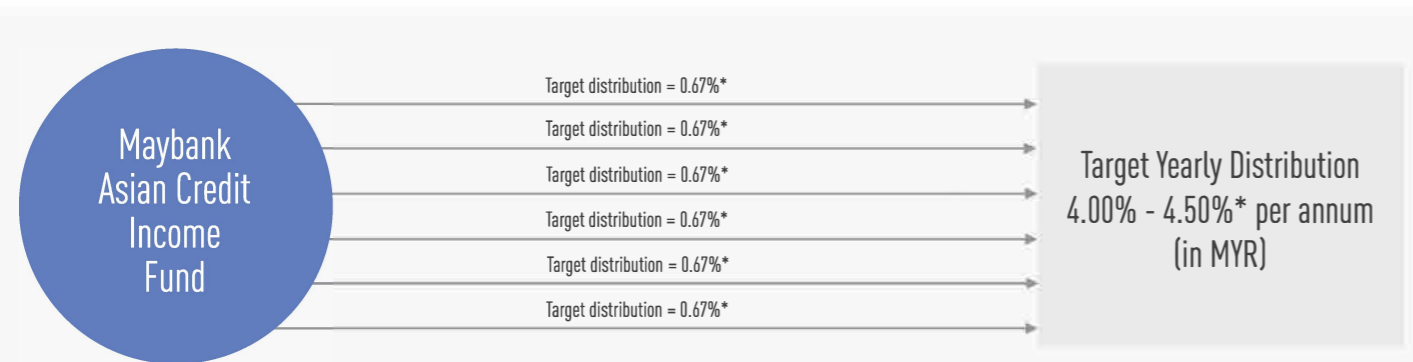 Maybank
Asian Credit
Income
Fund
Target distribution = 0.67%*
Target distribution = 0.67%*
Target distribution = 0.67%*
Target distribution = 0.67%*
Target distribution = 0.67%*
Target distribution = 0.67%*
Target Yearly Distribution
4.00% - 4.50%* per annum
(in MYR)